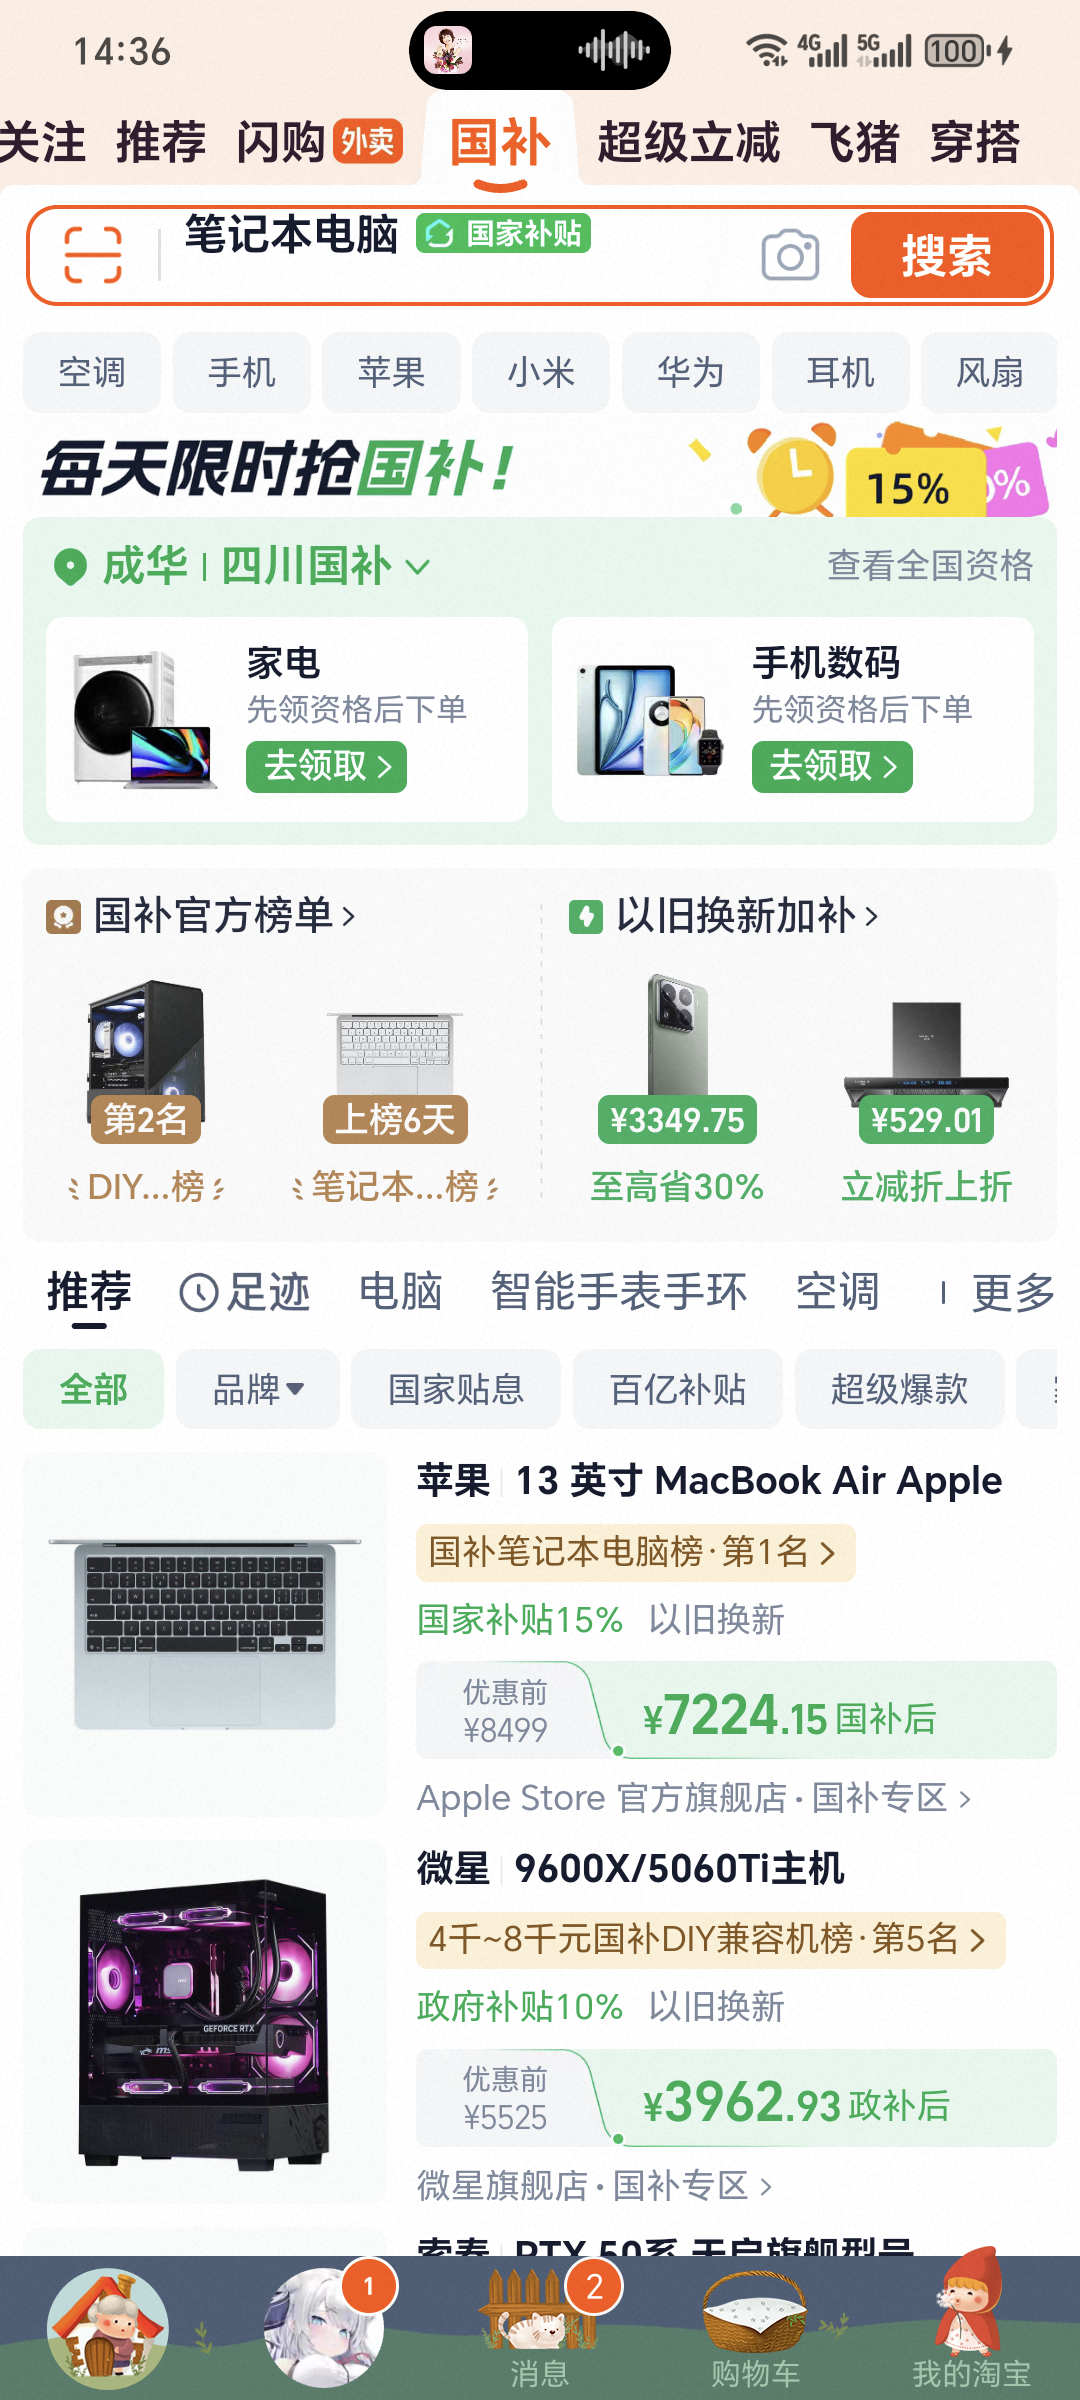 14:36
4G 5G 100
关注 推荐 闪购 外卖 国补 超级立减 飞猪 穿搭
笔记本电脑 国家补贴 搜索
空调 手机 苹果 小米 华为 耳机 风扇
每天限时抢国补!
15%
成华 四川国补 查看全国资格
家电
先领资格后下单
去领取
手机数码
先领资格后下单
去领取
国补官方榜单 以旧换新加补
第2名 上榜6天 ¥3349.75 ¥529.01
DIY...榜 笔记本...榜 至高省30% 立减折上折
推荐 足迹 电脑 智能手表手环 空调 更多
全部 品牌 国家贴息 百亿补贴 超级爆款
苹果 13 英寸 MacBook Air Apple
国补笔记本电脑榜·第1名
国家补贴15% 以旧换新
优惠前
¥8499
¥7224.15 国补后
Apple Store 官方旗舰店·国补专区
微星 9600X/5060Ti主机
4千~8千元国补DIY兼容机榜·第5名
政府补贴10% 以旧换新
优惠前
¥5525
¥3962.93 政补后
微星旗舰店·国补专区
GEFORCE RTX
1
2
消息 购物车 我的淘宝